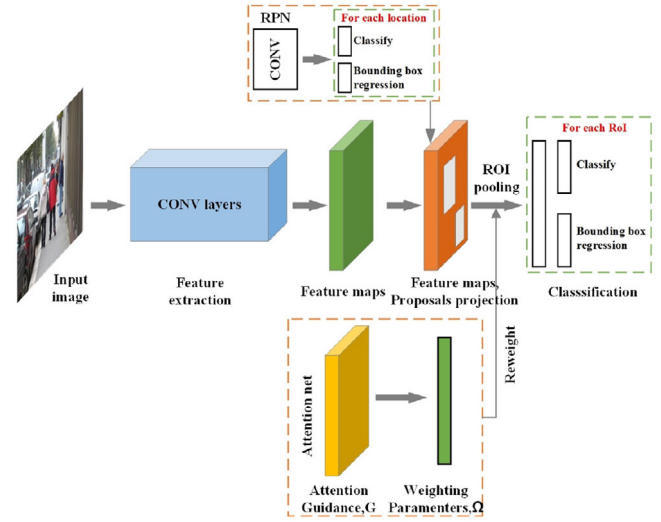 RPN
CONV
For each location
Classify
Bounding box
regression
CONV layers
Input
image
Feature
extraction
Feature maps
Feature maps,
Proposals projection
ROI
pooling
For each RoI
Classify
Bounding box
regression
Classsification
Attention net
Attention
Guidance,G
Weighting
Paramenters,Ω
Reweight